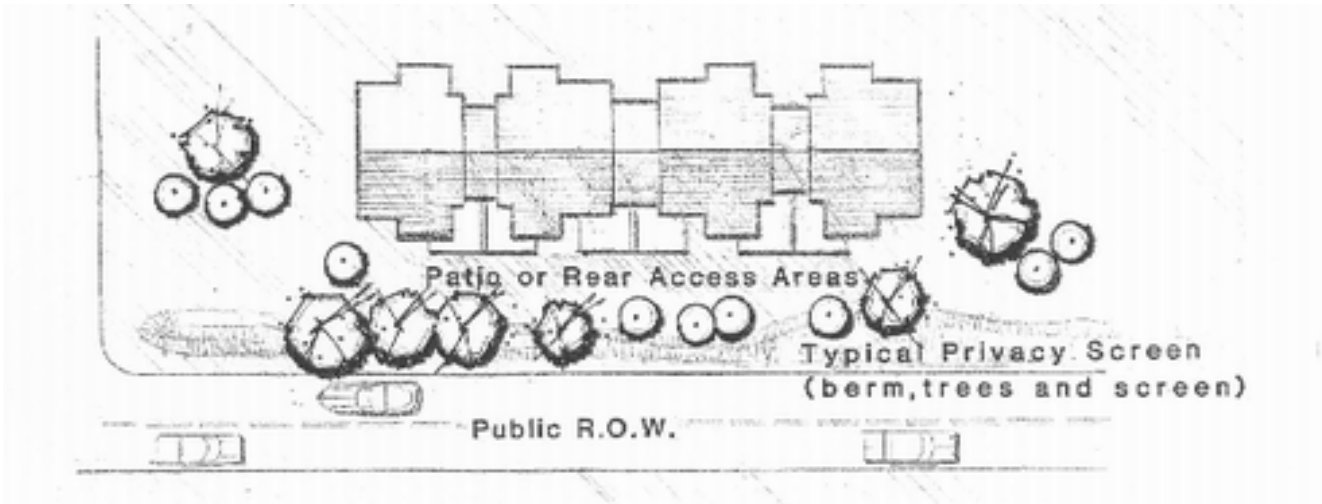 Patio or Rear Access Areas
Typical Privacy Screen
(berm,trees and screen)
Public R.O.W.